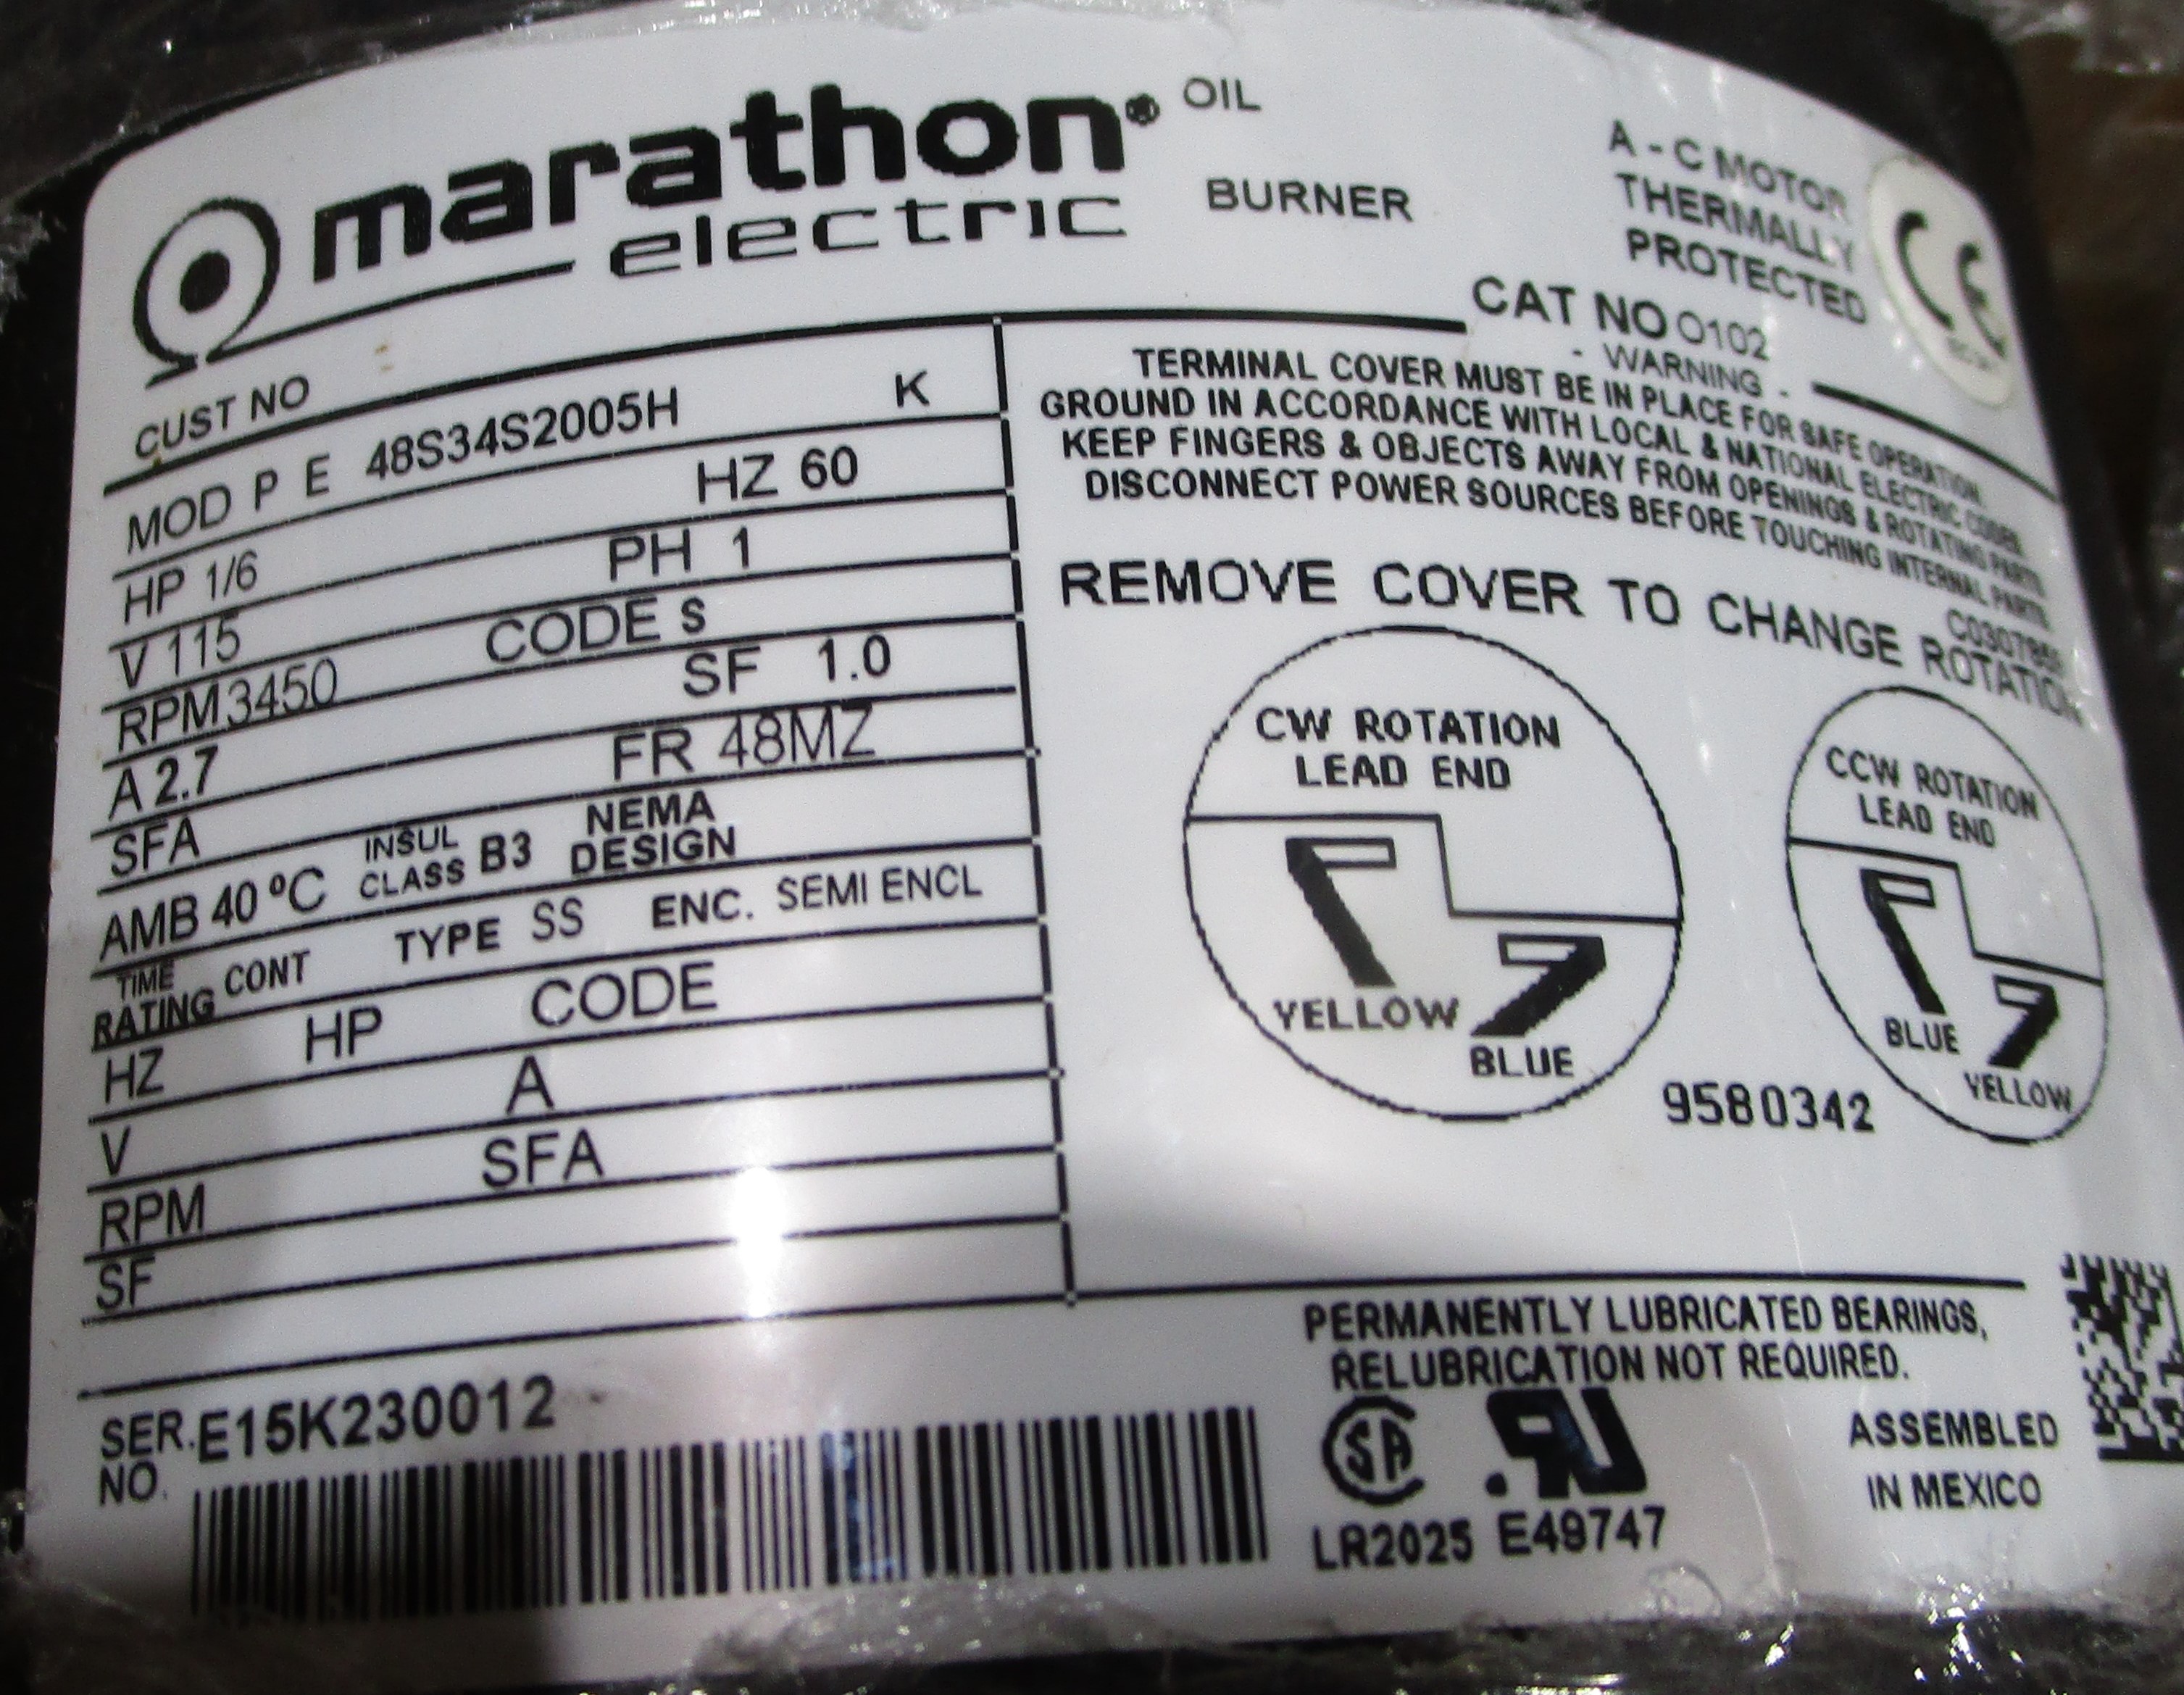 marathon
electric
OIL
BURNER
A-C MOTOR
THERMALLY
PROTECTED
CE
CUST NO
CAT NO O102
MOD P E 48S34S2005H K
HP 1/6 HZ 60
V 115 PH 1
RPM 3450 CODE S
A 2.7 SF 1.0
SFA FR 48MZ
AMB 40 °C INSUL CLASS B3 NEMA DESIGN
TIME RATING CONT TYPE SS ENC. SEMI ENCL
HZ HP CODE
V A
RPM SFA
SF
- WARNING -
TERMINAL COVER MUST BE IN PLACE FOR SAFE OPERATION.
GROUND IN ACCORDANCE WITH LOCAL & NATIONAL ELECTRIC CODES.
KEEP FINGERS & OBJECTS AWAY FROM OPENINGS & ROTATING PARTS
DISCONNECT POWER SOURCES BEFORE TOUCHING INTERNAL PARTS
REMOVE COVER TO CHANGE ROTATION
CW ROTATION
LEAD END
YELLOW
BLUE
CCW ROTATION
LEAD END
BLUE
YELLOW
9580342
PERMANENTLY LUBRICATED BEARINGS,
RELUBRICATION NOT REQUIRED.
SER. NO. E15K230012
SA
LR2025 E49747
ASSEMBLED
IN MEXICO